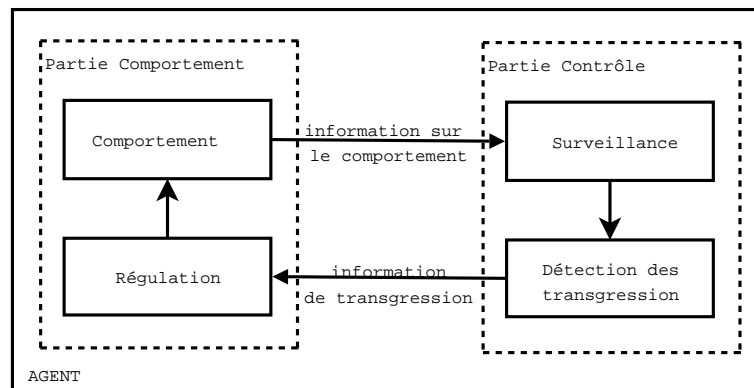 Partie Comportement
Partie Contrôle
Comportement
information sur
le comportement
Surveillance
Régulation
information
de transgression
Détection des
transgression
AGENT